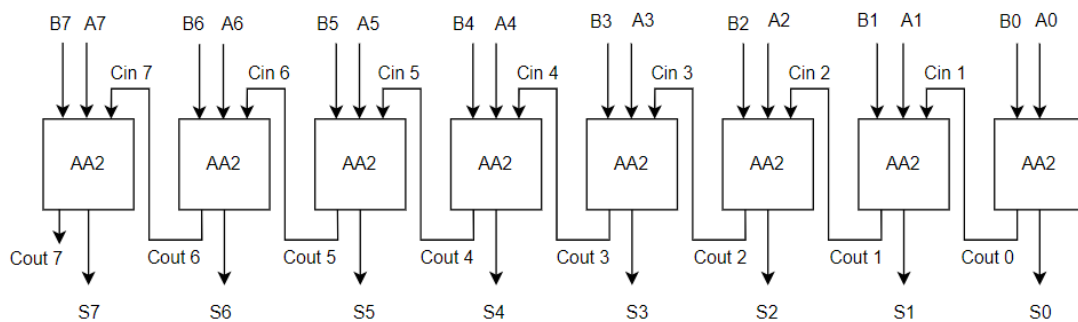 B7 A7 B6 A6 B5 A5 B4 A4 B3 A3 B2 A2 B1 A1 B0 A0
Cin 7 Cin 6 Cin 5 Cin 4 Cin 3 Cin 2 Cin 1
AA2 AA2 AA2 AA2 AA2 AA2 AA2 AA2
Cout 7 Cout 6 Cout 5 Cout 4 Cout 3 Cout 2 Cout 1 Cout 0
S7 S6 S5 S4 S3 S2 S1 S0